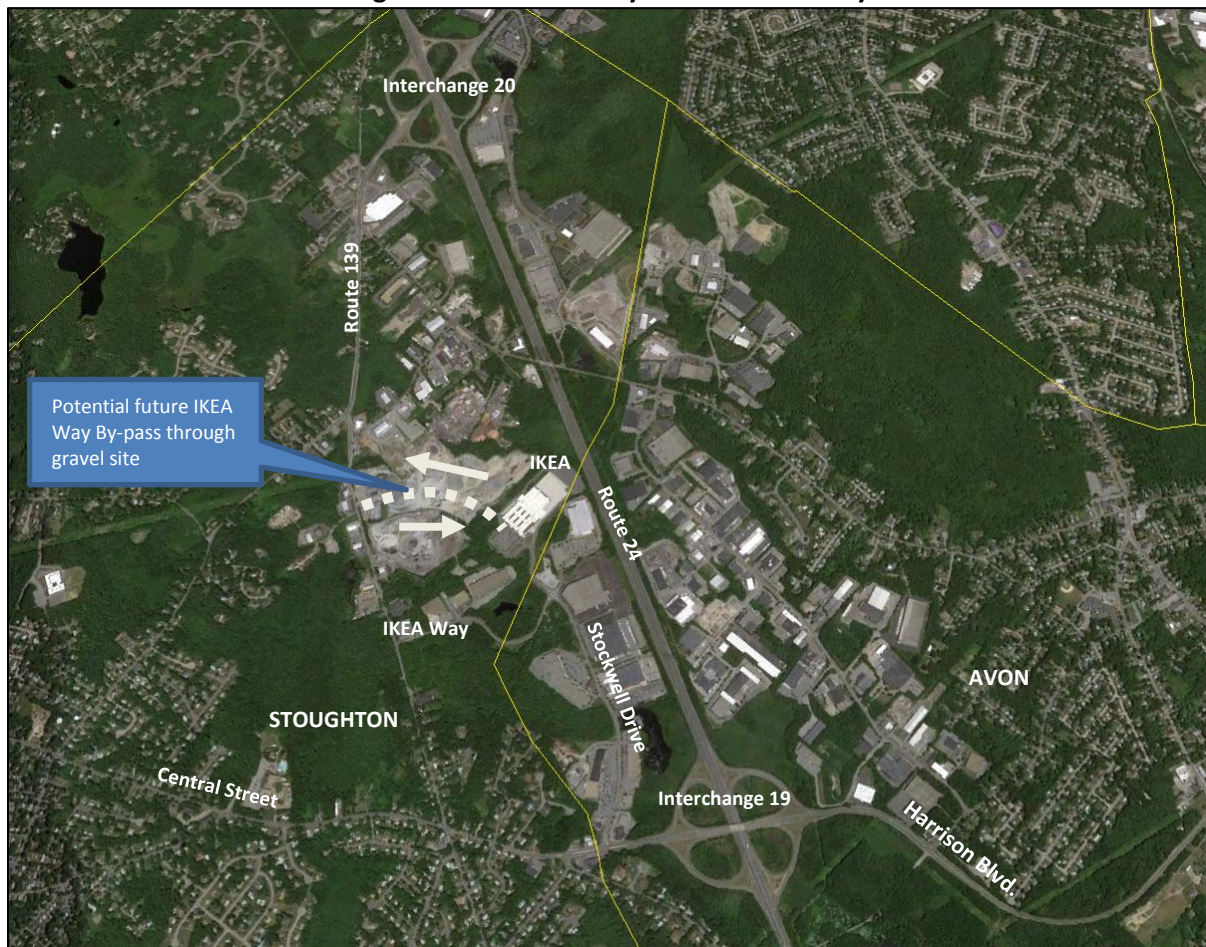 Interchange 20
Route 139
Potential future IKEA
Way By-pass through
gravel site
IKEA
Route 24
IKEA Way
Stockwell Drive
AVON
STOUGHTON
Central Street
Interchange 19
Harrison Blvd.